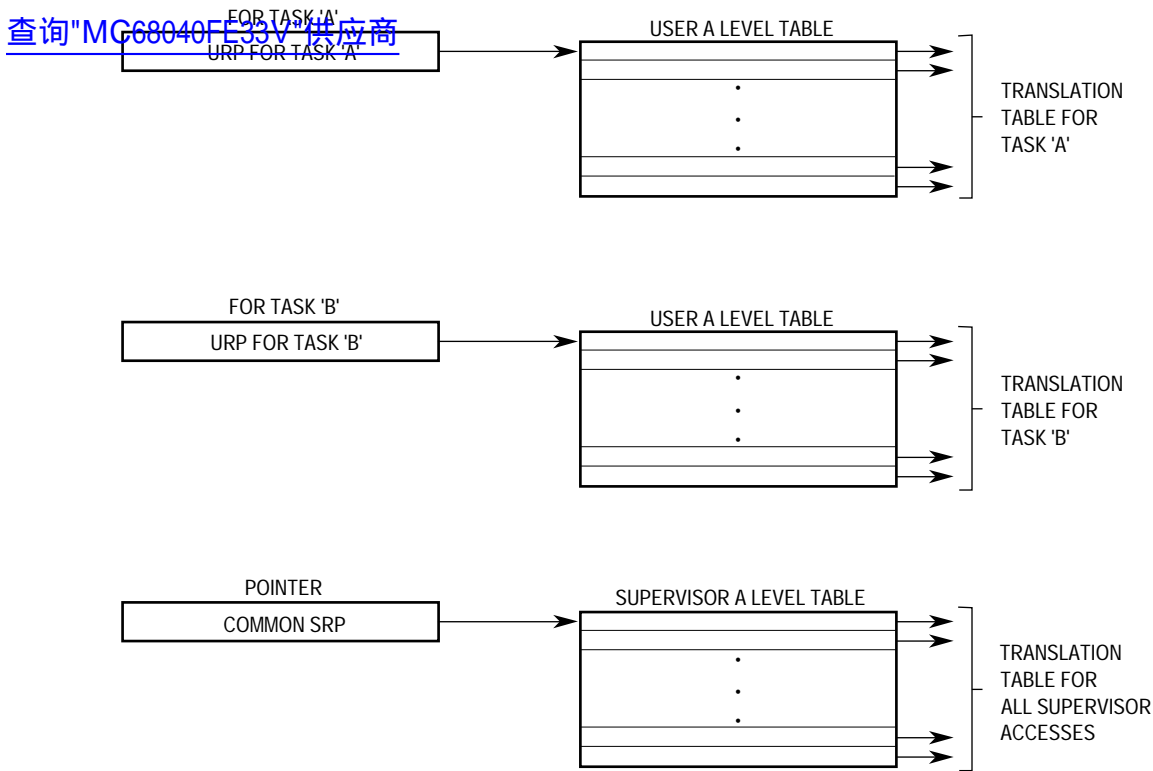 FOR TASK 'A'
查询"MC68040FE33V"供应商
URP FOR TASK 'A'
USER A LEVEL TABLE
TRANSLATION
TABLE FOR
TASK 'A'
FOR TASK 'B'
URP FOR TASK 'B'
USER A LEVEL TABLE
TRANSLATION
TABLE FOR
TASK 'B'
POINTER
COMMON SRP
SUPERVISOR A LEVEL TABLE
TRANSLATION
TABLE FOR
ALL SUPERVISOR
ACCESSES